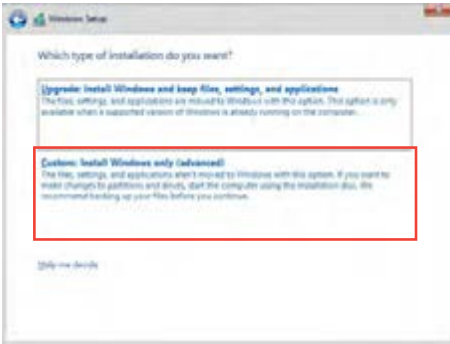 Windows Setup
Which type of installation do you want?
Upgrade: Install Windows and keep files, settings, and applications
The files, settings, and applications are moved to Windows with this option. This option is only
available when a supported version of Windows is already running on the computer.
Custom: Install Windows only (advanced)
The files, settings, and applications aren't moved to Windows with this option. If you want to
make changes to partitions and drives, start the computer using the installation disc. We
recommend backing up your files before you continue.
Help me decide